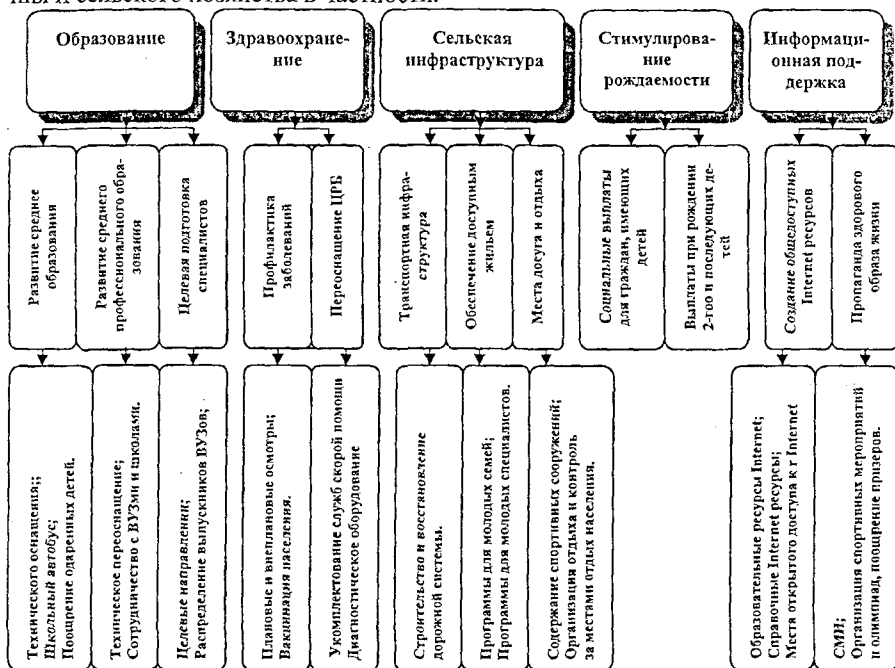 Образование
Здравоохране-
ние
Сельская
инфраструктура
Стимулирова-
ние
рождаемости
Информаци-
онная под-
держка
Развитие среднее
образования
Развитие среднего
профессионального обра-
зования
Целевая подготовка
специалистов
Профилактика
заболеваний
Переоснащение ЦРБ
Транспортная инфра-
структура
Обеспечение доступным
жильем
Места досуга и отдыха
Социальные выплаты
для граждан, имеющих
детей
Выплаты при рождении
2-гоо и последующих де-
тей
Создание общедоступных
Internet ресурсов
Пропаганда здорового
образа жизни
Технического оснащения;;
Школьный автобус;
Поощрение одаренных детей.
Техническое переоснащение;
Сотрудничество с ВУЗми и школами.
Целевые направлении;
Распределение выпускников ВУЗов;
Плановые и внеплановые осмотры;
Вакцинация населения.
Укомплектование служб скорой помощи
Диагностическое оборудование
Строительство и восстановление
дорожной системы.
Программы для молодых семей;
Программы для молодых специалистов.
Содержание спортивных сооружений;
Организация отдыха и контроль
за местами отдых населения.
Образовательные ресурсы Internet;
Справочные Internet ресурсы;
Места открытого доступа к г Internet
СМИ;
Организация спортивных мероприятий
и олимпиад, поощрение призеров.